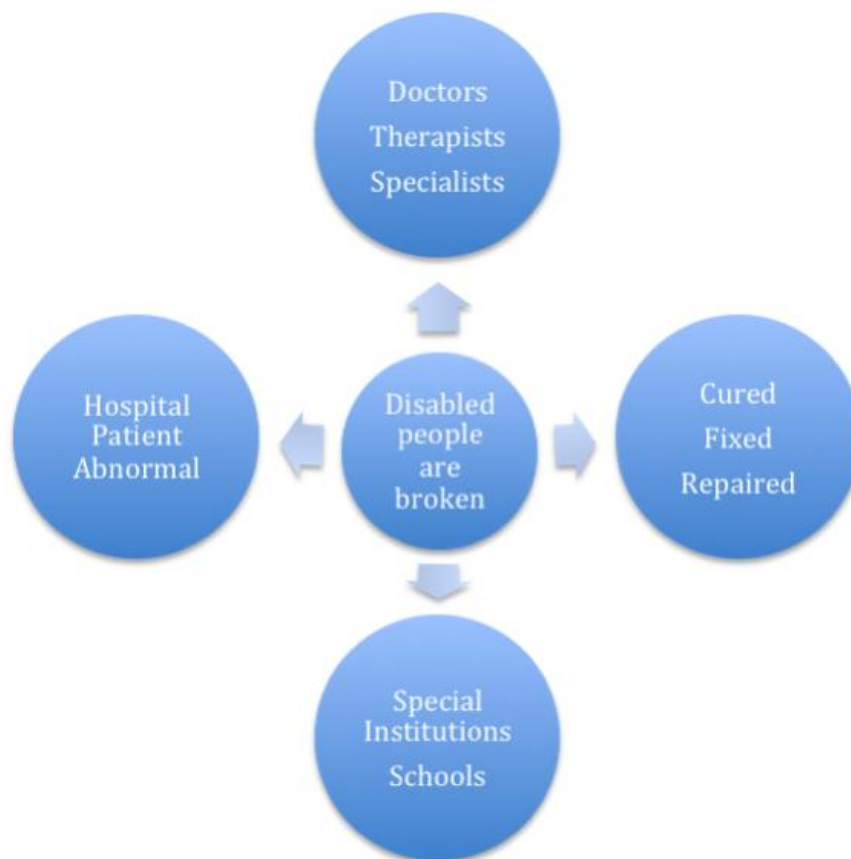 Doctors
Therapists
Specialists
Hospital
Patient
Abnormal
Disabled
people
are
broken
Cured
Fixed
Repaired
Special
Institutions
Schools